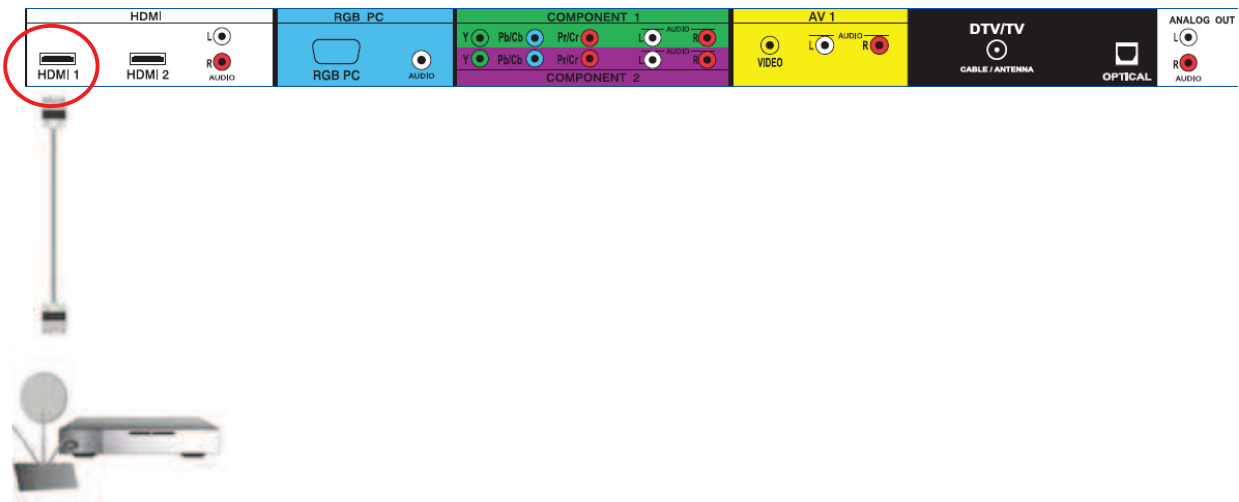 HDMI
HDMI 1
HDMI 2
L
R
AUDIO
RGB PC
RGB PC
AUDIO
COMPONENT 1
Y Pb/Cb Pr/Cr L AUDIO R
Y Pb/Cb Pr/Cr L AUDIO R
COMPONENT 2
AV 1
VIDEO
L AUDIO R
DTV/TV
CABLE / ANTENNA
OPTICAL
ANALOG OUT
L
R
AUDIO